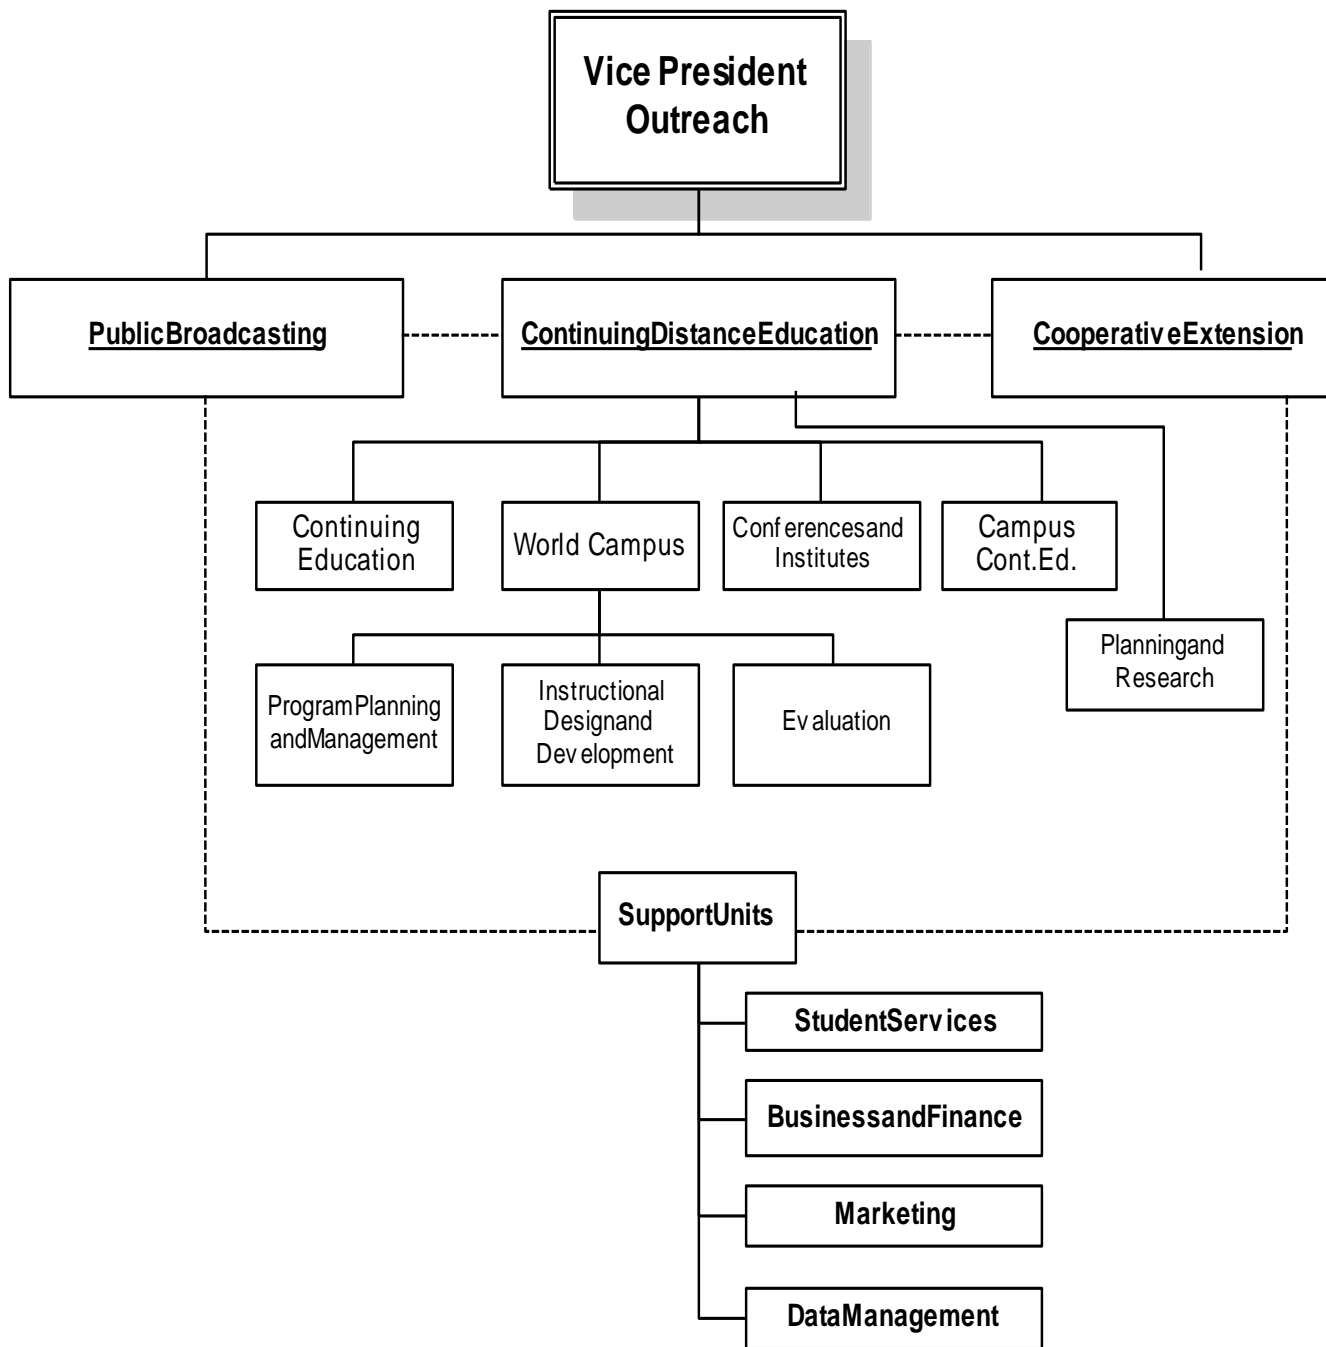 Vice President
Outreach
PublicBroadcasting
ContinuingDistanceEducation
CooperativeExtension
Continuing
Education
World Campus
Conferencesand
Institutes
Campus
Cont.Ed.
Planningand
Research
ProgramPlanning
andManagement
Instructional
Designand
Development
Evaluation
SupportUnits
StudentServices
BusinessandFinance
Marketing
DataManagement